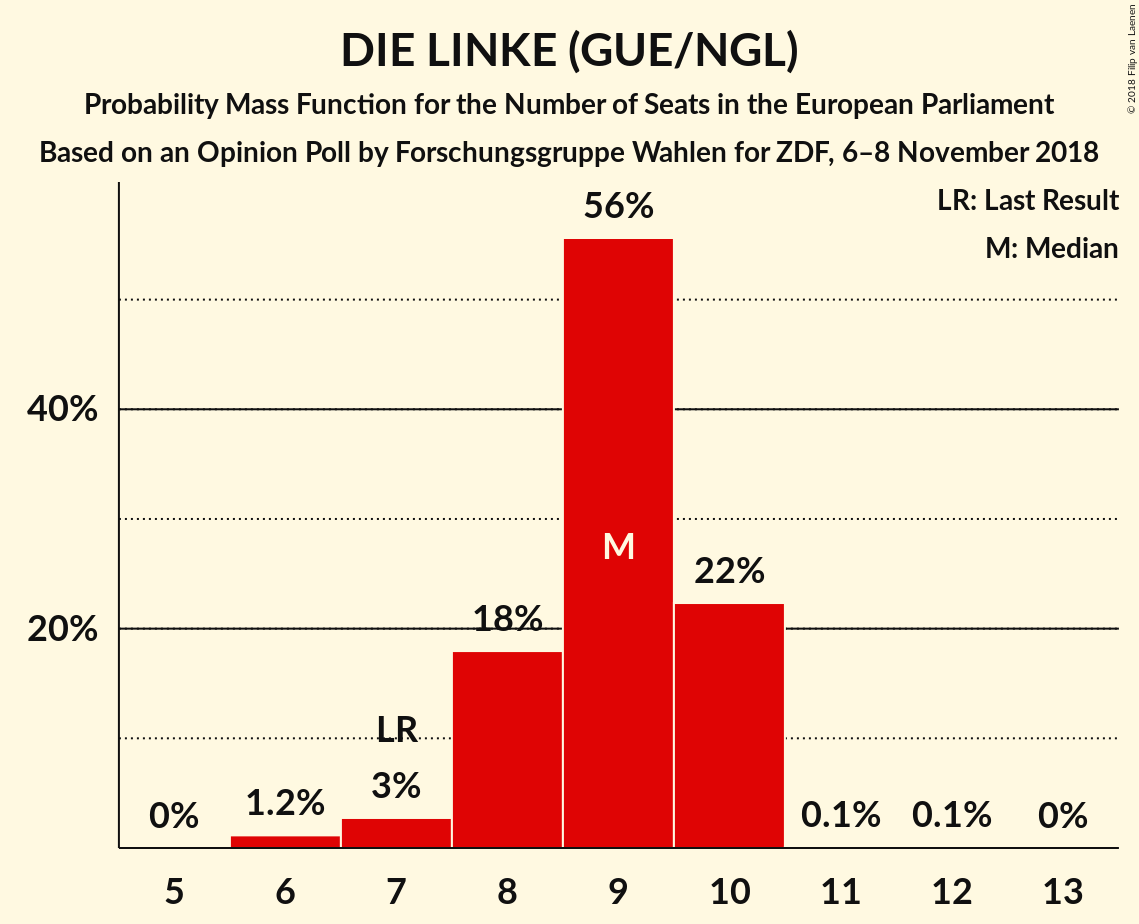 DIE LINKE (GUE/NGL)
Probability Mass Function for the Number of Seats in the European Parliament
Based on an Opinion Poll by Forschungsgruppe Wahlen for ZDF, 6–8 November 2018
© 2018 Filip van Laenen
LR: Last Result
M: Median
56%
40%
M
22%
20%
18%
LR
3%
1.2%
0%
0.1%
0.1%
0%
5 6 7 8 9 10 11 12 13